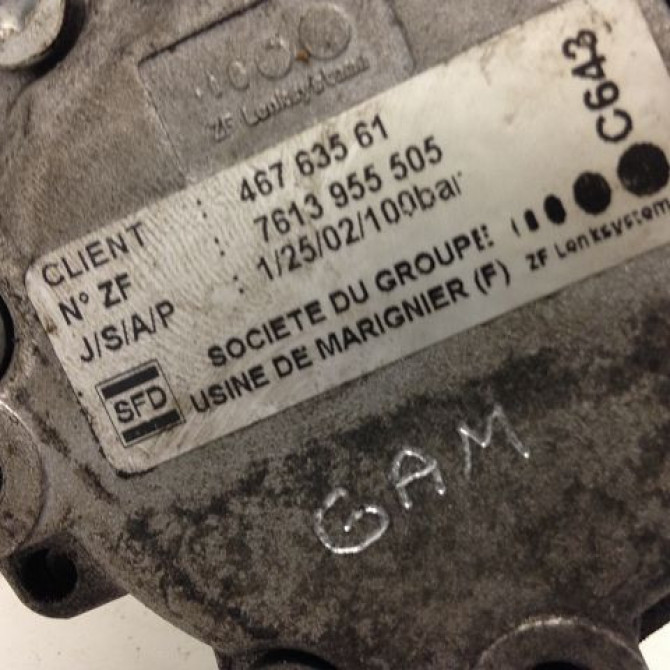 ZF Lenksysteme
CLIENT : 467 635 61
N° ZF : 7613 955 505
J/S/A/P : 1/25/02/100bar
C643
SOCIETE DU GROUPE: ZF Lenksystem
USINE DE MARIGNIER (F)
SFD
GAM